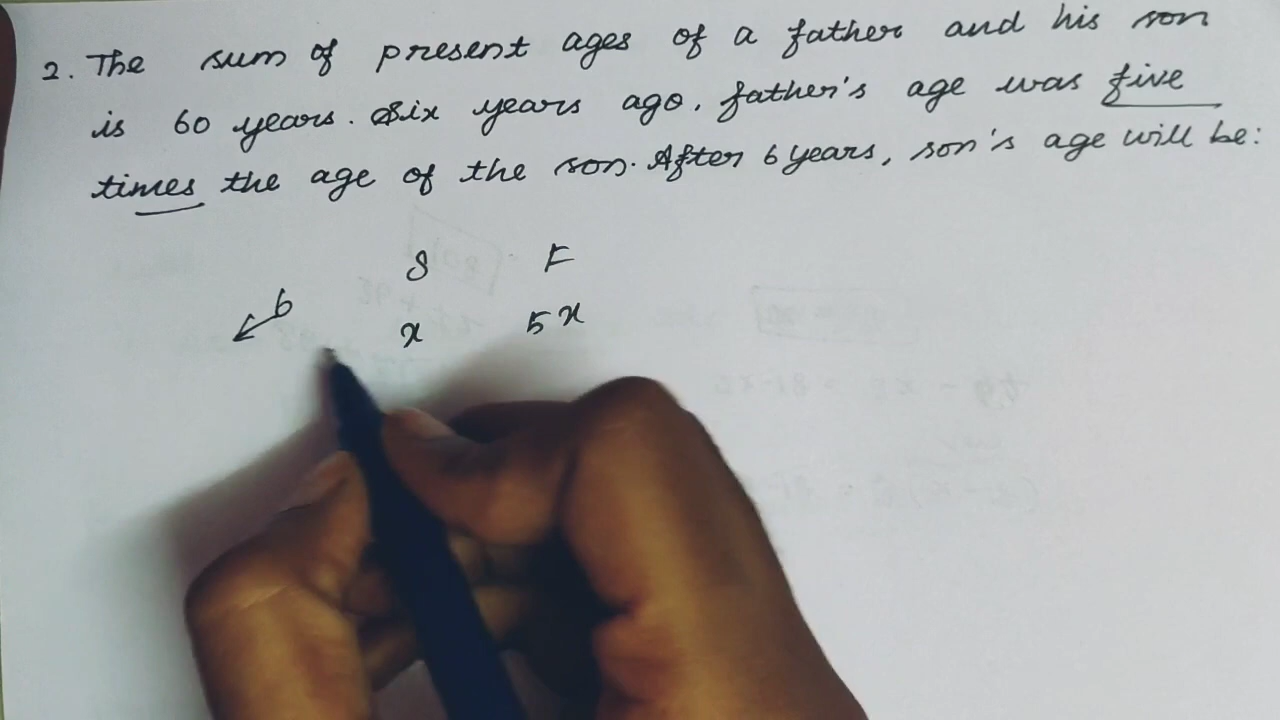 2. The sum of present ages of a father and his son
is 60 years. Six years ago, father's age was five
times the age of the son. After 6 years, son's age will be:
S F
6
x 5x